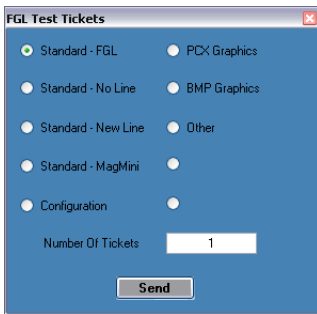 FGL Test Tickets
Standard - FGL
PCX Graphics
Standard - No Line
BMP Graphics
Standard - New Line
Other
Standard - MagMini
Configuration
Number Of Tickets
1
Send